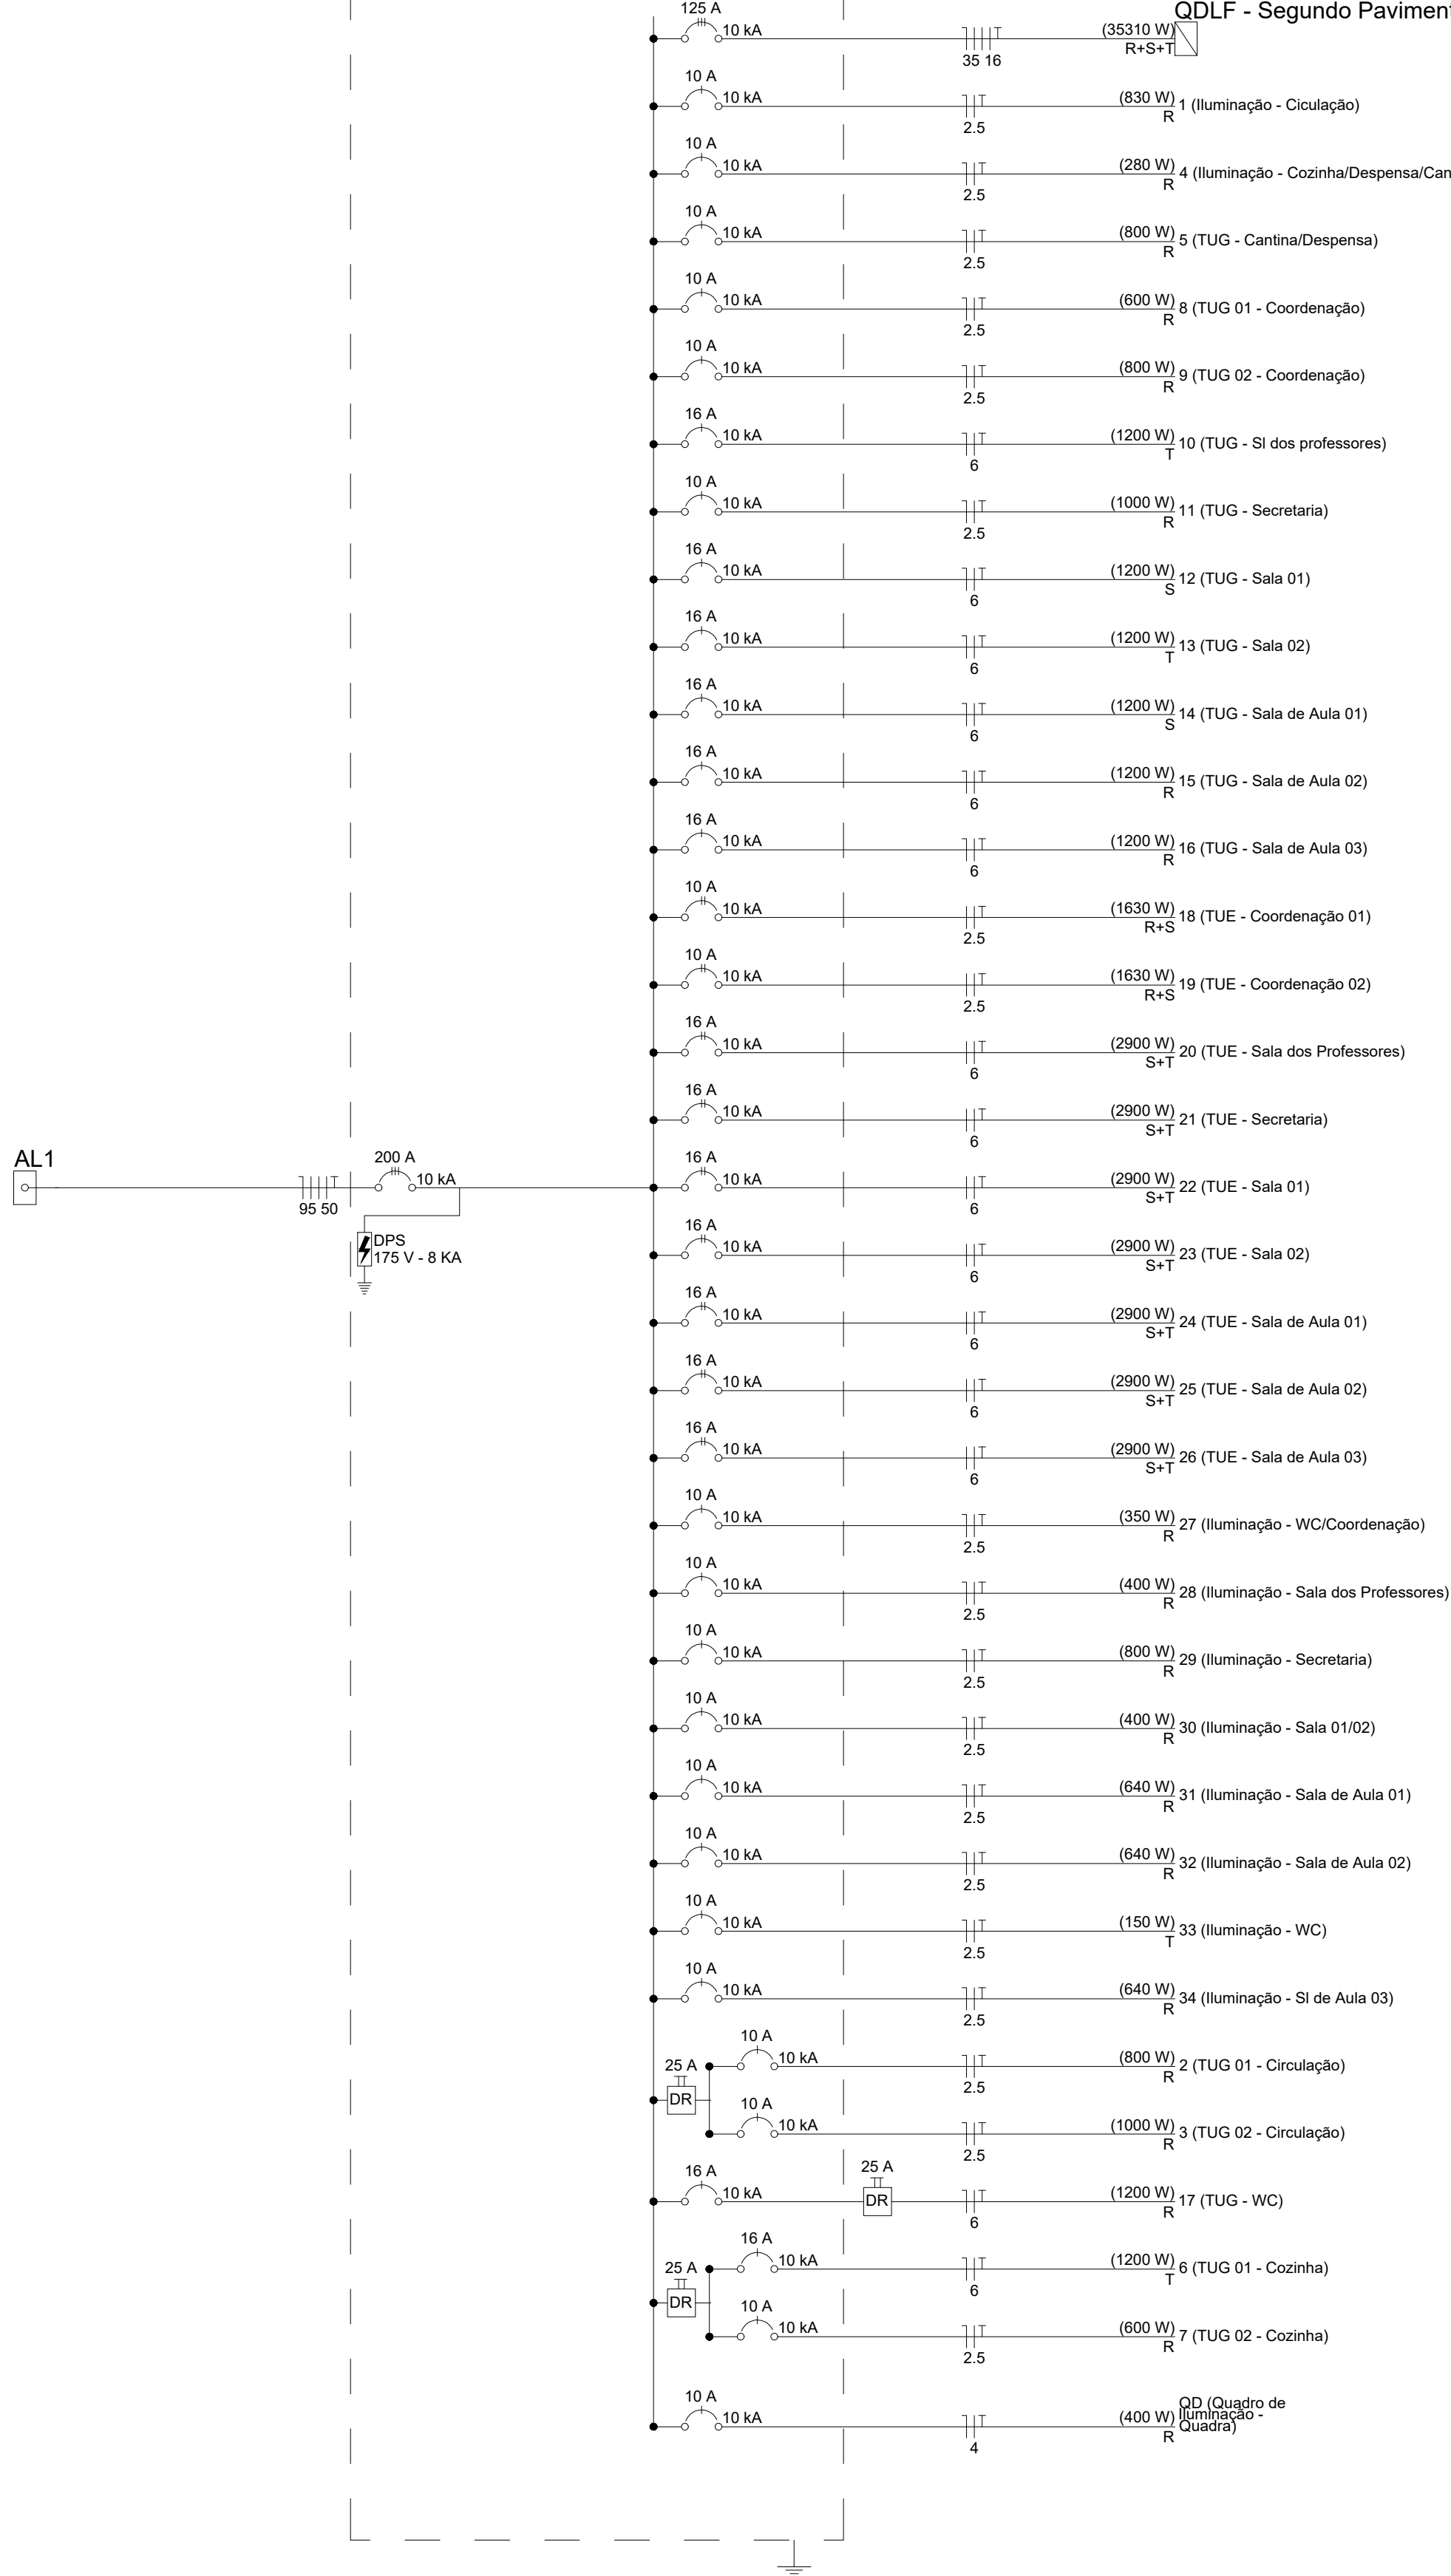 125 A
QDLF - Segundo
10 kA
(35310 W)
R+S+T
35 16
10 A
10 kA
(830 W)
1 (Iluminação - Ciculação)
R
2.5
10 A
10 kA
(280 W)
4 (Iluminação - Cozinha/Despensa/
R
2.5
10 A
10 kA
(800 W)
5 (TUG - Cantina/Despensa)
R
2.5
10 A
10 kA
(600 W)
8 (TUG 01 - Coordenação)
R
2.5
10 A
10 kA
(800 W)
9 (TUG 02 - Coordenação)
R
2.5
16 A
10 kA
(1200 W)
10 (TUG - Sl dos professores)
T
6
10 A
10 kA
(1000 W)
11 (TUG - Secretaria)
R
2.5
16 A
10 kA
(1200 W)
12 (TUG - Sala 01)
S
6
16 A
10 kA
(1200 W)
13 (TUG - Sala 02)
T
6
16 A
10 kA
(1200 W)
14 (TUG - Sala de Aula 01)
S
6
16 A
10 kA
(1200 W)
15 (TUG - Sala de Aula 02)
R
6
16 A
10 kA
(1200 W)
16 (TUG - Sala de Aula 03)
R
6
10 A
10 kA
(1630 W)
18 (TUE - Coordenação 01)
R+S
2.5
10 A
10 kA
(1630 W)
19 (TUE - Coordenação 02)
R+S
2.5
16 A
10 kA
(2900 W)
20 (TUE - Sala dos Professores)
S+T
6
16 A
10 kA
(2900 W)
21 (TUE - Secretaria)
S+T
6
AL1
95 50
200 A
10 kA
DPS
175 V - 8 KA
16 A
10 kA
(2900 W)
22 (TUE - Sala 01)
S+T
6
16 A
10 kA
(2900 W)
23 (TUE - Sala 02)
S+T
6
16 A
10 kA
(2900 W)
24 (TUE - Sala de Aula 01)
S+T
6
16 A
10 kA
(2900 W)
25 (TUE - Sala de Aula 02)
S+T
6
16 A
10 kA
(2900 W)
26 (TUE - Sala de Aula 03)
S+T
6
10 A
10 kA
(350 W)
27 (Iluminação - WC/Coordenação)
R
2.5
10 A
10 kA
(400 W)
28 (Iluminação - Sala dos Professores)
R
2.5
10 A
10 kA
(800 W)
29 (Iluminação - Secretaria)
R
2.5
10 A
10 kA
(400 W)
30 (Iluminação - Sala 01/02)
R
2.5
10 A
10 kA
(640 W)
31 (Iluminação - Sala de Aula 01)
R
2.5
10 A
10 kA
(640 W)
32 (Iluminação - Sala de Aula 02)
R
2.5
10 A
10 kA
(150 W)
33 (Iluminação - WC)
T
2.5
10 A
10 kA
(640 W)
34 (Iluminação - Sl de Aula 03)
R
2.5
25 A
DR
10 A
10 kA
(800 W)
2 (TUG 01 - Circulação)
R
2.5
10 A
10 kA
(1000 W)
3 (TUG 02 - Circulação)
R
2.5
16 A
10 kA
25 A
DR
(1200 W)
17 (TUG - WC)
R
6
25 A
DR
16 A
10 kA
(1200 W)
6 (TUG 01 - Cozinha)
T
6
10 A
10 kA
(600 W)
7 (TUG 02 - Cozinha)
R
2.5
10 A
10 kA
(400 W)
QD (Quadro de
Iluminação -
Quadra)
R
4